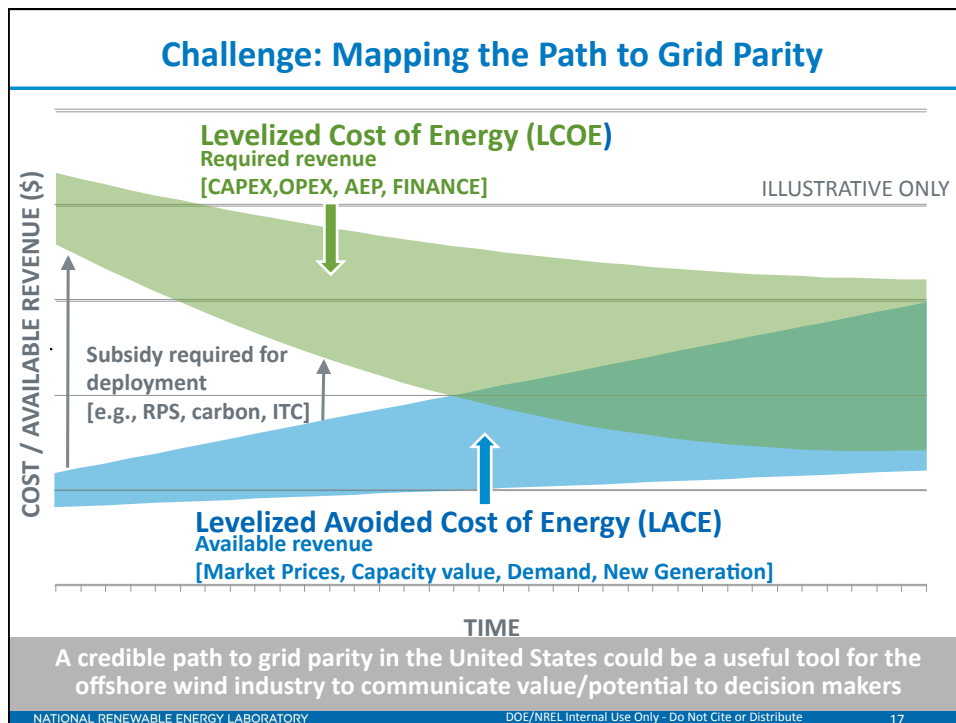 Challenge: Mapping the Path to Grid Parity
COST / AVAILABLE REVENUE ($)
Levelized Cost of Energy (LCOE)
Required revenue
[CAPEX,OPEX, AEP, FINANCE]
ILLUSTRATIVE ONLY
Subsidy required for
deployment
[e.g., RPS, carbon, ITC]
Levelized Avoided Cost of Energy (LACE)
Available revenue
[Market Prices, Capacity value, Demand, New Generation]
TIME
A credible path to grid parity in the United States could be a useful tool for the
offshore wind industry to communicate value/potential to decision makers
NATIONAL RENEWABLE ENERGY LABORATORY
DOE/NREL Internal Use Only - Do Not Cite or Distribute
17